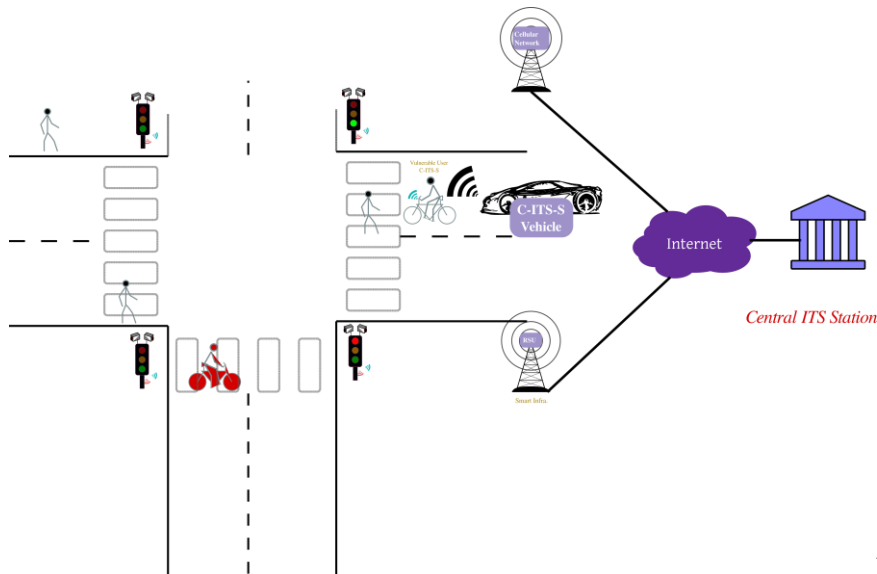 Cellular
Network
Vulnerable User
C-ITS-S
C-ITS-S
Vehicle
Internet
Central ITS Station
RSU
Smart Infra.